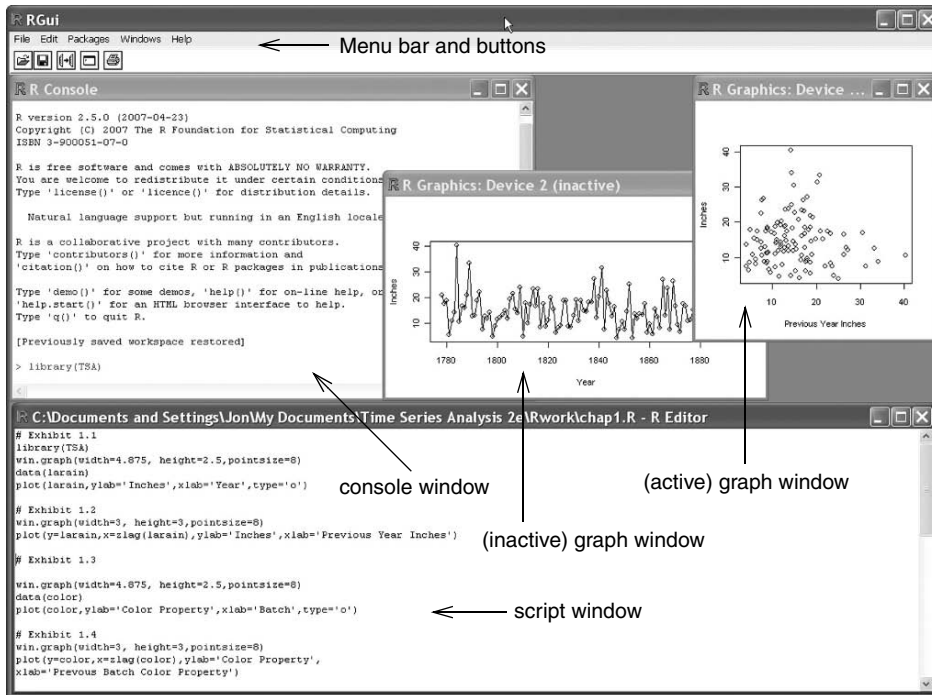 RGui
File Edit Packages Windows Help
Menu bar and buttons
R Console
R version 2.5.0 (2007-04-23)
Copyright (C) 2007 The R Foundation for Statistical Computing
ISBN 3-900051-07-0
R is free software and comes with ABSOLUTELY NO WARRANTY.
You are welcome to redistribute it under certain conditions
Type 'license()' or 'licence()' for distribution details.
Natural language support but running in an English locale
R is a collaborative project with many contributors.
Type 'contributors()' for more information and
'citation()' on how to cite R or R packages in publications
Type 'demo()' for some demos, 'help()' for on-line help, or
'help.start()' for an HTML browser interface to help.
Type 'q()' to quit R.
[Previously saved workspace restored]
> library(TSA)
R Graphics: Device 2 (inactive)
Inches
40
30
20
10
1780 1800 1820 1840 1860 1880
Year
R Graphics: Device ...
Inches
40
30
20
10
10 20 30 40
Previous Year Inches
console window
(inactive) graph window
(active) graph window
C:\Documents and Settings\Jon\My Documents\Time Series Analysis 2e\Rwork\chap1.R - R Editor
# Exhibit 1.1
library(TSA)
win.graph(width=4.875, height=2.5,pointsize=8)
data(larain)
plot(larain,ylab='Inches',xlab='Year',type='o')
# Exhibit 1.2
win.graph(width=3, height=3,pointsize=8)
plot(y=larain,x=zlag(larain),ylab='Inches',xlab='Previous Year Inches')
# Exhibit 1.3
win.graph(width=4.875, height=2.5,pointsize=8)
data(color)
plot(color,ylab='Color Property',xlab='Batch',type='o')
script window
# Exhibit 1.4
win.graph(width=3, height=3,pointsize=8)
plot(y=color,x=zlag(color),ylab='Color Property',
xlab='Prevous Batch Color Property')